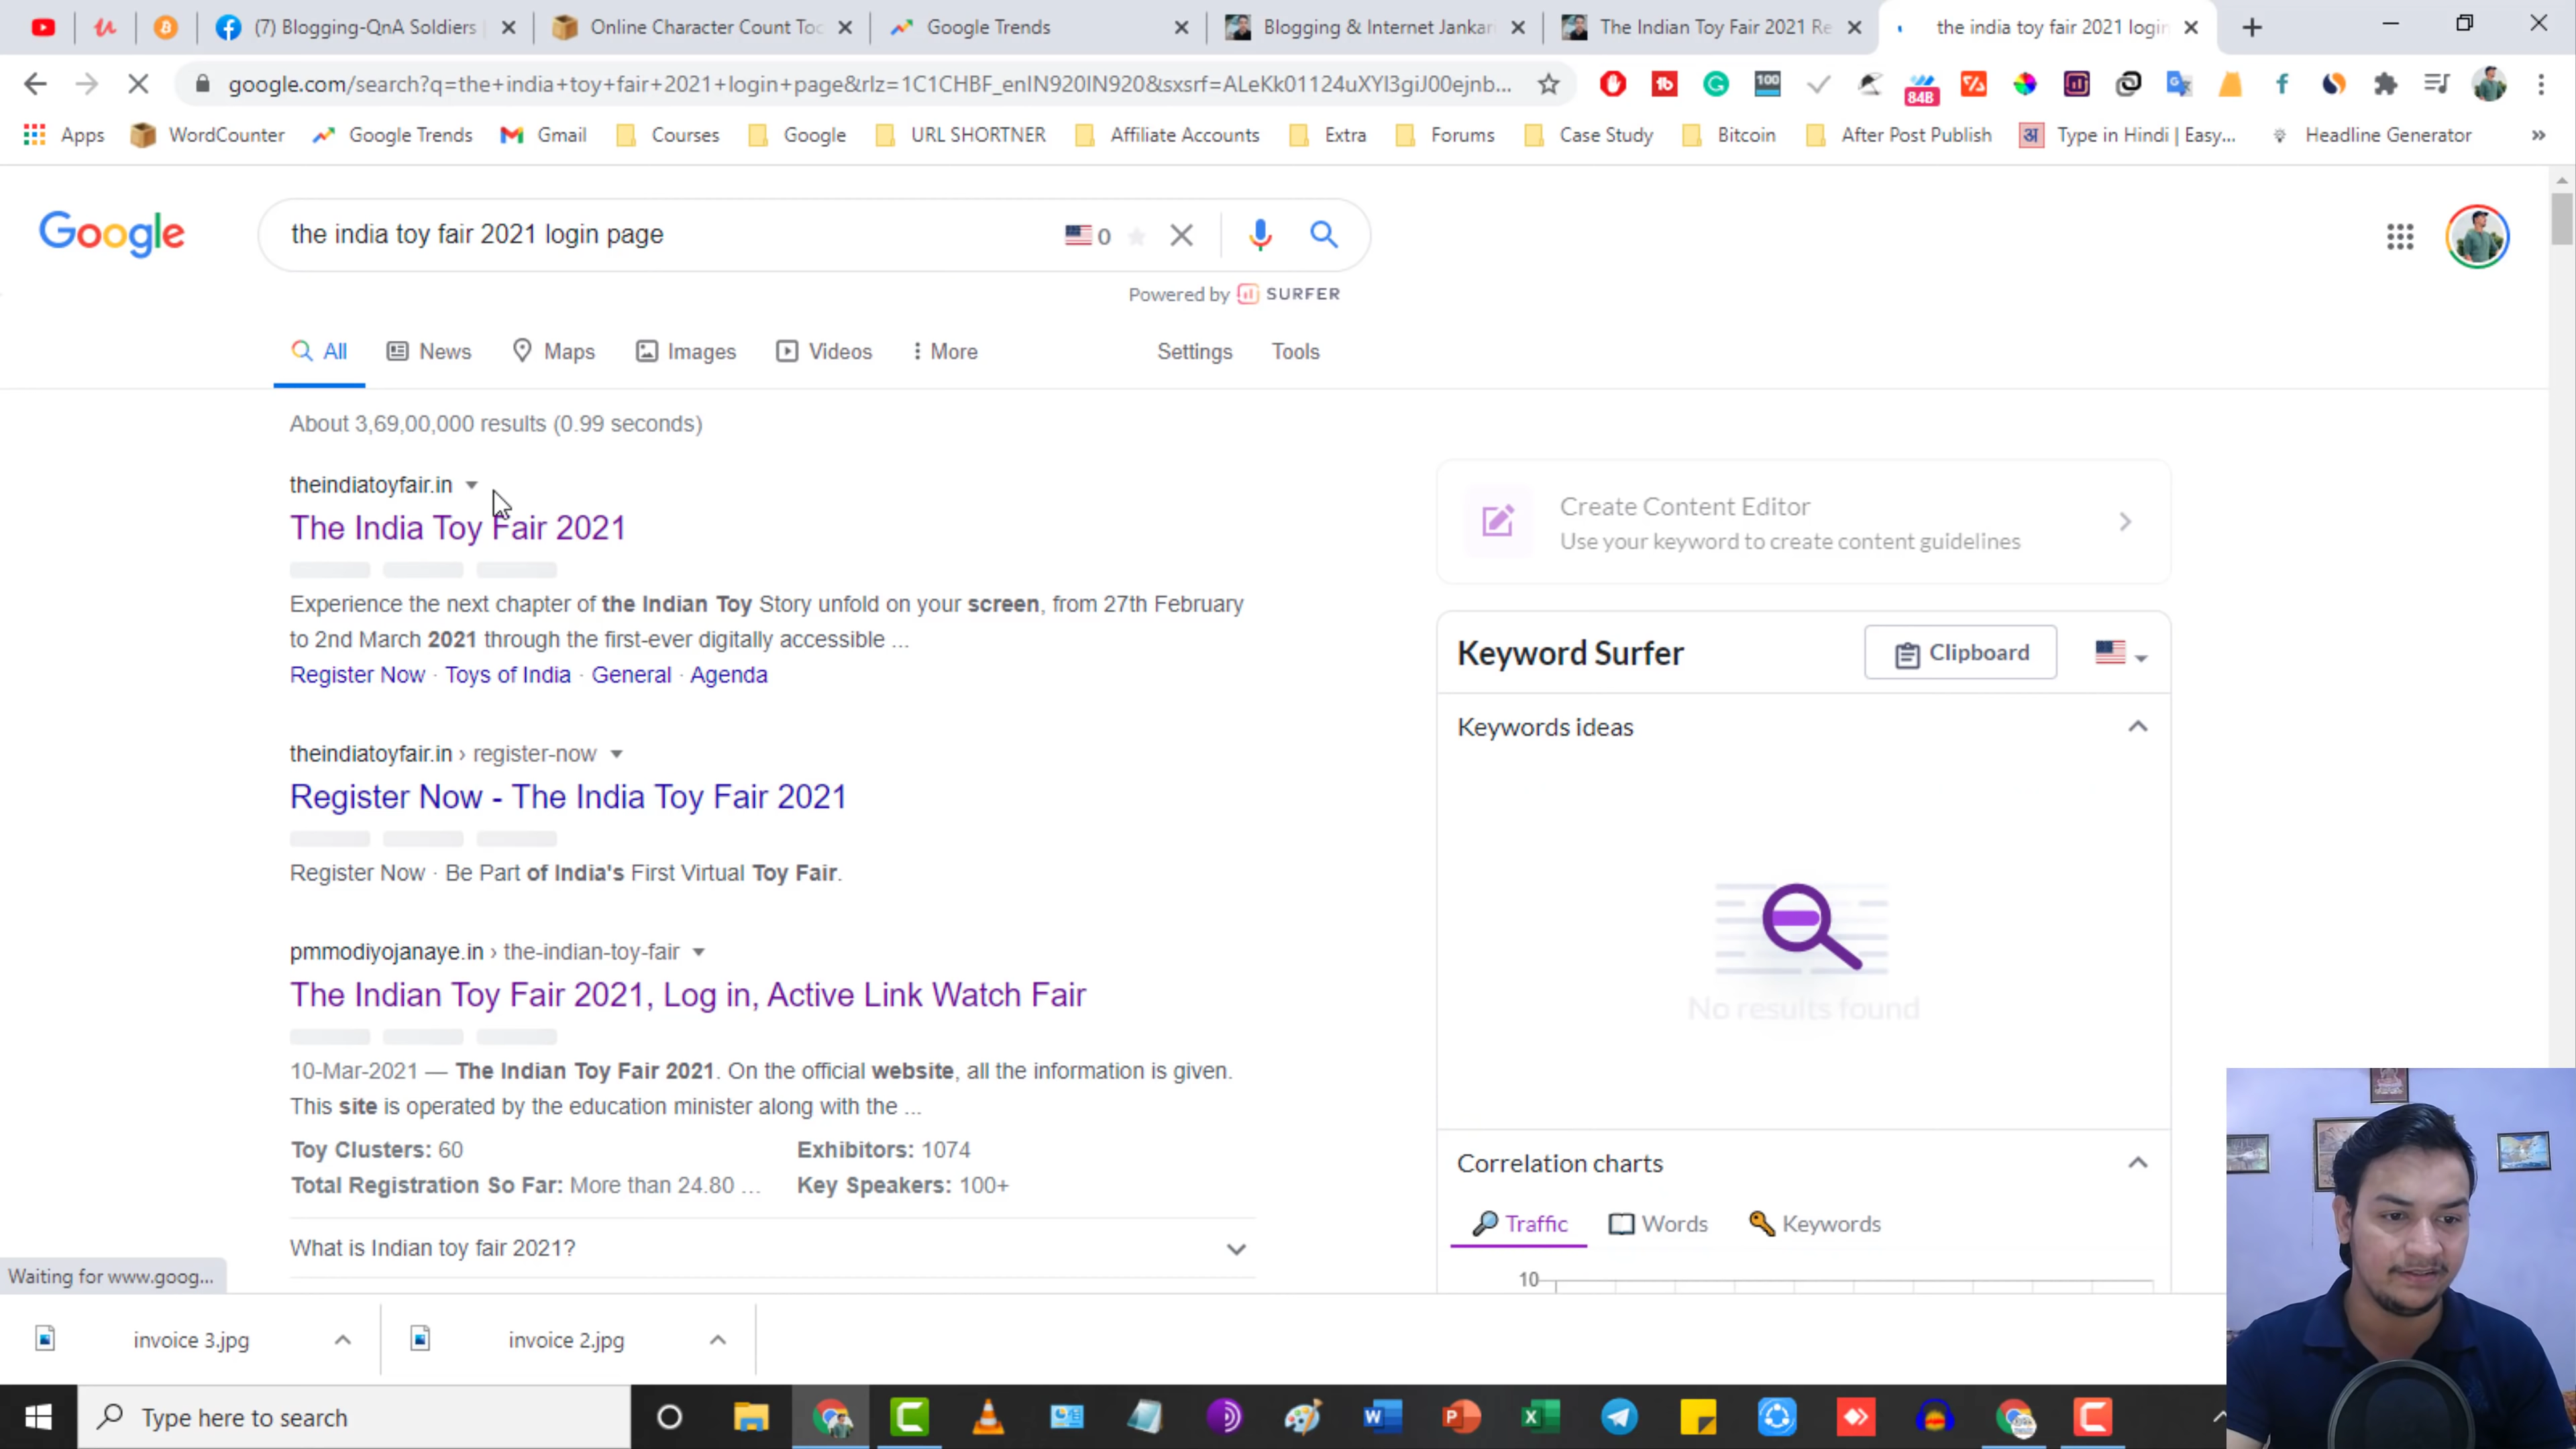 (7) Blogging-QnA Soldiers
Online Character Count Too
Google Trends
Blogging & Internet Jankar
The Indian Toy Fair 2021 Re
the india toy fair 2021 login
google.com/search?q=the+india+toy+fair+2021+login+page&rlz=1C1CHBF_enIN920IN920&sxsrf=ALeKk01124uXYl3giJ00ejnb...
100
84B
Apps WordCounter Google Trends Gmail Courses Google URL SHORTNER Affiliate Accounts Extra Forums Case Study Bitcoin After Post Publish Type in Hindi | Easy... Headline Generator »
Google
the india toy fair 2021 login page
0
Powered by SURFER
All News Maps Images Videos More Settings Tools
About 3,69,00,000 results (0.99 seconds)
theindiatoyfair.in
The India Toy Fair 2021
Experience the next chapter of the Indian Toy Story unfold on your screen, from 27th February
to 2nd March 2021 through the first-ever digitally accessible ...
Register Now · Toys of India · General · Agenda
theindiatoyfair.in › register-now
Register Now - The India Toy Fair 2021
Register Now · Be Part of India's First Virtual Toy Fair.
pmmodiyojanaye.in › the-indian-toy-fair
The Indian Toy Fair 2021, Log in, Active Link Watch Fair
10-Mar-2021 — The Indian Toy Fair 2021. On the official website, all the information is given.
This site is operated by the education minister along with the ...
Toy Clusters: 60 Exhibitors: 1074
Total Registration So Far: More than 24.80 ... Key Speakers: 100+
What is Indian toy fair 2021?
Create Content Editor
Use your keyword to create content guidelines
Keyword Surfer
Clipboard
Keywords ideas
No results found
Correlation charts
Traffic Words Keywords
10
Waiting for www.goog...
invoice 3.jpg
invoice 2.jpg
Type here to search